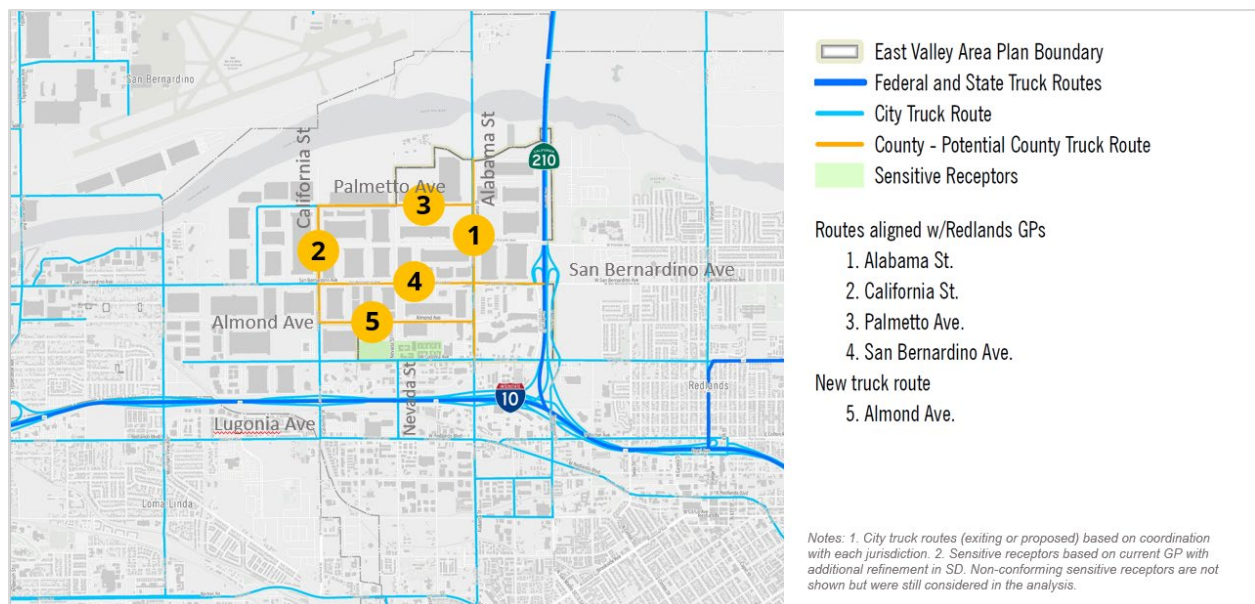 San Bernardino
California St
Alabama St
CALIFORNIA
210
Palmetto Ave
3
1
2
San Bernardino Ave
4
Almond Ave
5
Almond Ave
Nevada St
INTERSTATE
10
Redlands
Lugonia Ave
Loma Linda
East Valley Area Plan Boundary
Federal and State Truck Routes
City Truck Route
County - Potential County Truck Route
Sensitive Receptors
Routes aligned w/Redlands GPs
1. Alabama St.
2. California St.
3. Palmetto Ave.
4. San Bernardino Ave.
New truck route
5. Almond Ave.
Notes: 1. City truck routes (exiting or proposed) based on coordination
with each jurisdiction. 2. Sensitive receptors based on current GP with
additional refinement in SD. Non-conforming sensitive receptors are not
shown but were still considered in the analysis.